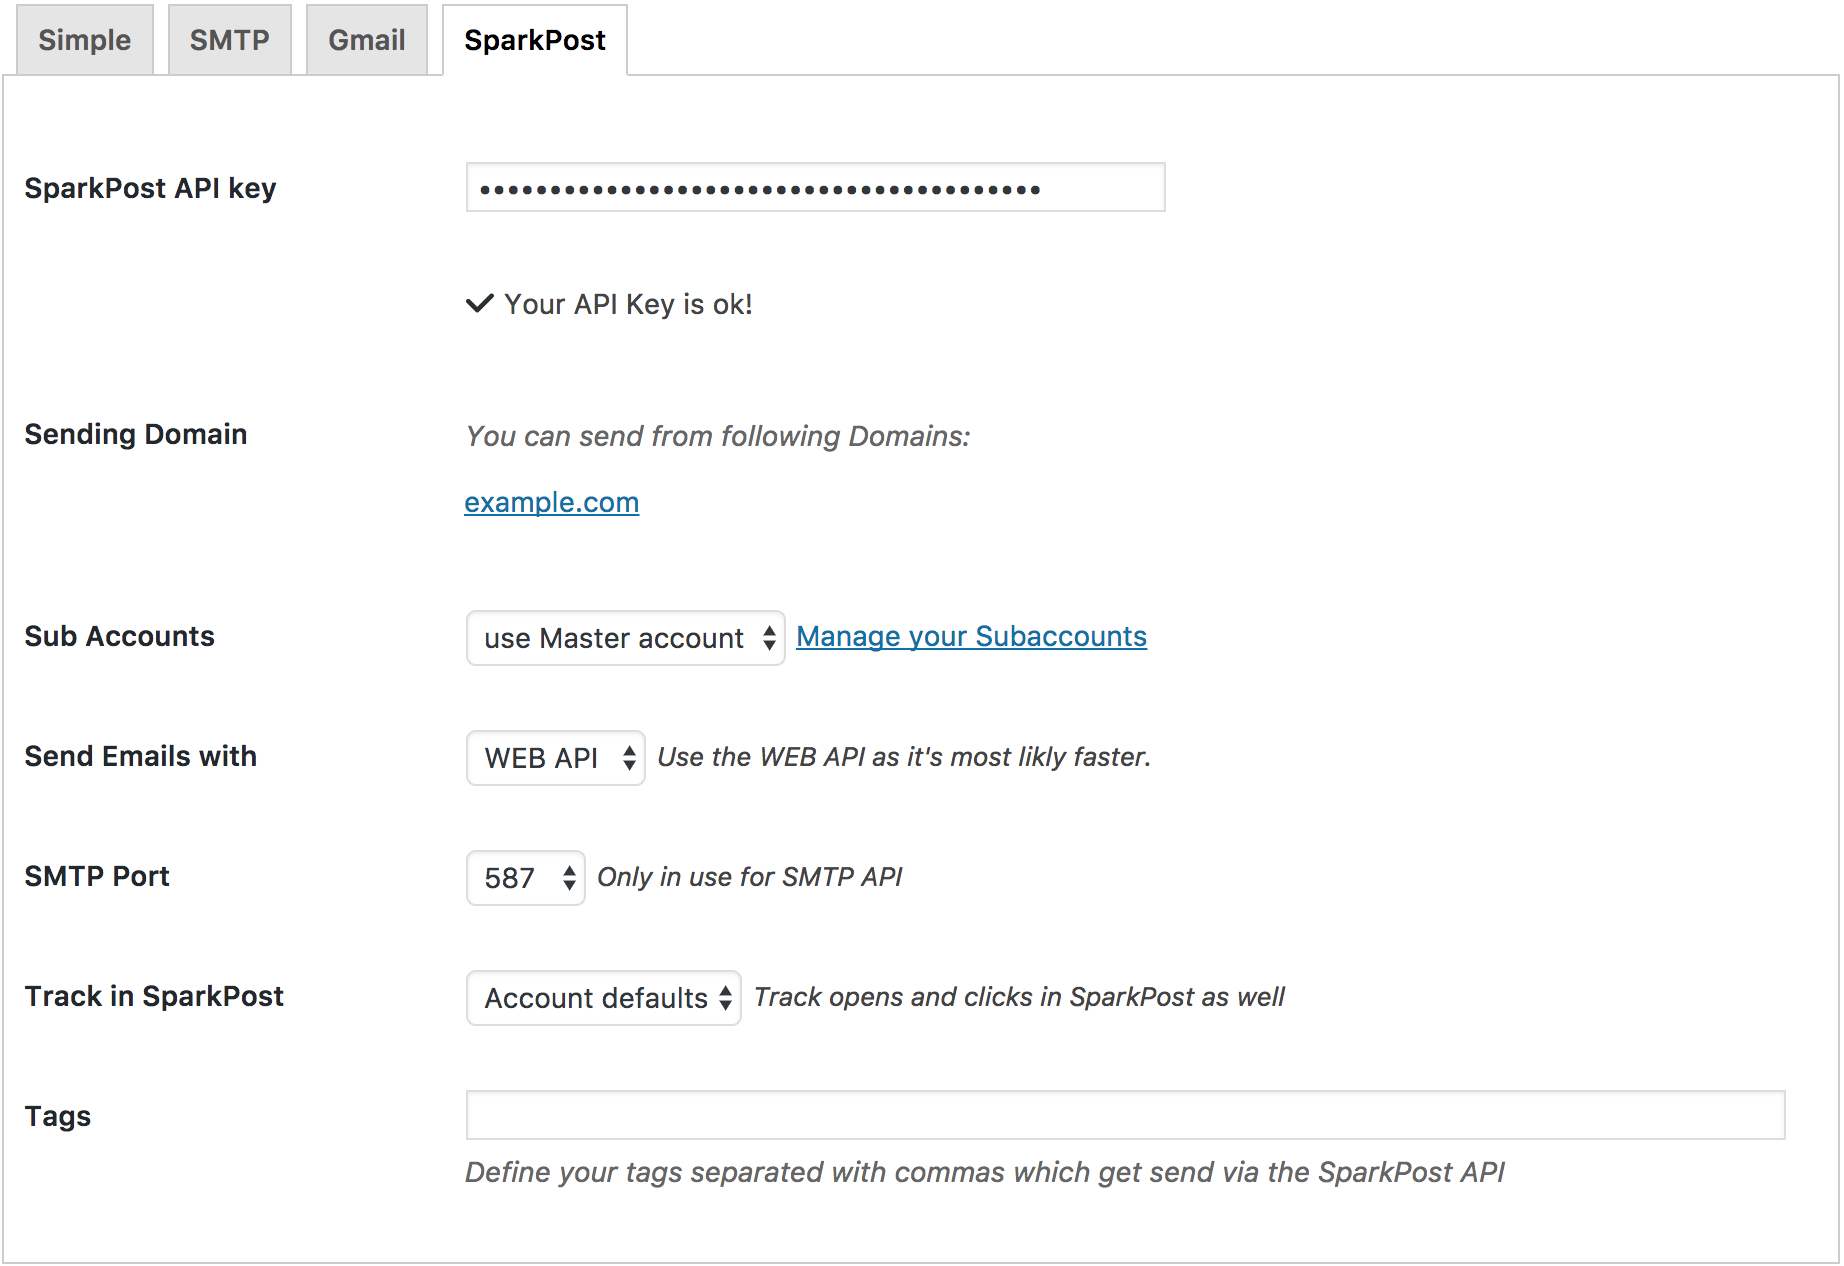 Simple SMTP Gmail SparkPost
SparkPost API key ••••••••••••••••••••••••••••••••••••••••
Your API Key is ok!
Sending Domain You can send from following Domains:
example.com
Sub Accounts use Master account Manage your Subaccounts
Send Emails with WEB API Use the WEB API as it's most likly faster.
SMTP Port 587 Only in use for SMTP API
Track in SparkPost Account defaults Track opens and clicks in SparkPost as well
Tags
Define your tags separated with commas which get send via the SparkPost API